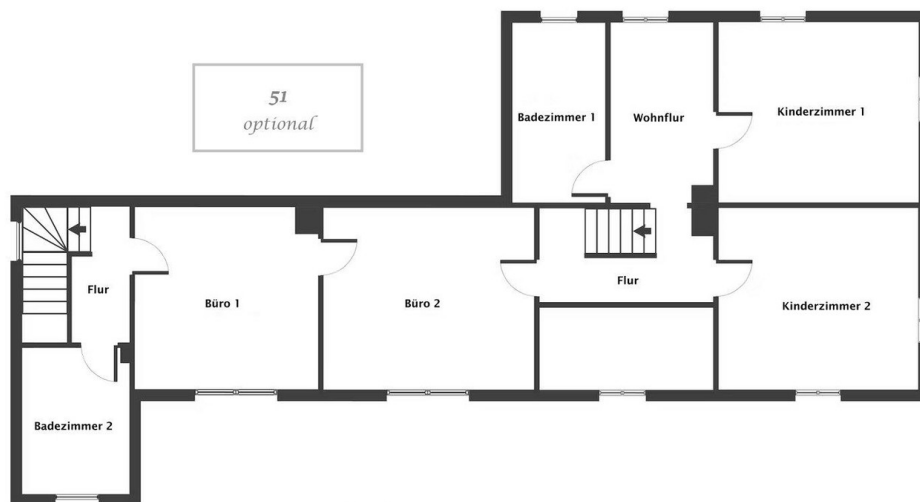 51
optional
Badezimmer 1
Wohnflur
Kinderzimmer 1
Flur
Büro 1
Büro 2
Flur
Kinderzimmer 2
Badezimmer 2